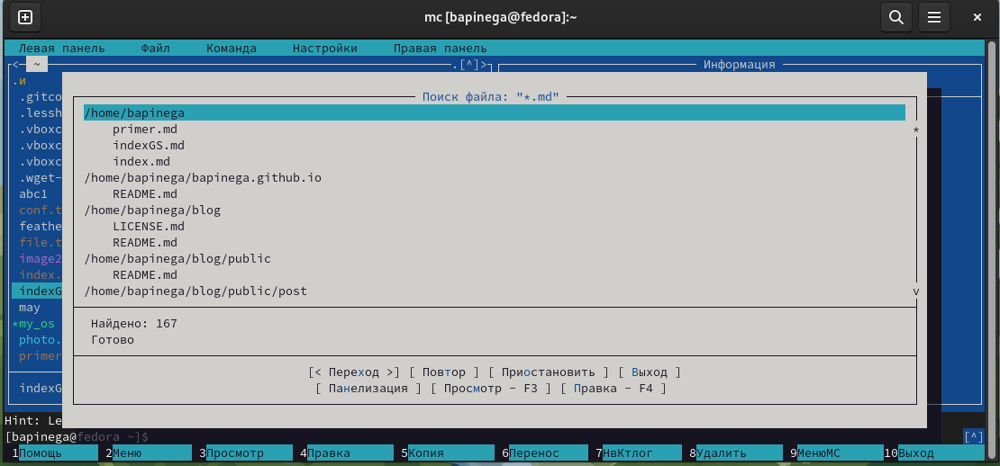 mc [bapinega@fedora]:~
Левая панель Файл Команда Настройки Правая панель
<─ ~ .[^]> Информация
.и
Поиск файла: "*.md"
.gitco
.lessh /home/bapinega
.vboxc primer.md *
.vboxc indexGS.md
.vboxc index.md
.wget- /home/bapinega/bapinega.github.io
abc1 README.md
conf.t /home/bapinega/blog
feathe LICENSE.md
file.t README.md
image2 /home/bapinega/blog/public
index. README.md
indexG /home/bapinega/blog/public/post v
may
*my_os Найдено: 167
photo. Готово
primer
[< Переход >] [ Повтор ] [ Приостановить ] [ Выход ]
indexG [ Панелизация ] [ Просмотр - F3 ] [ Правка - F4 ]
Hint: Le
[bapinega@fedora ~]$ [^]
1Помощь 2Меню 3Просмотр 4Правка 5Копия 6Перенос 7НвКтлог 8Удалить 9МенюMC 10Выход